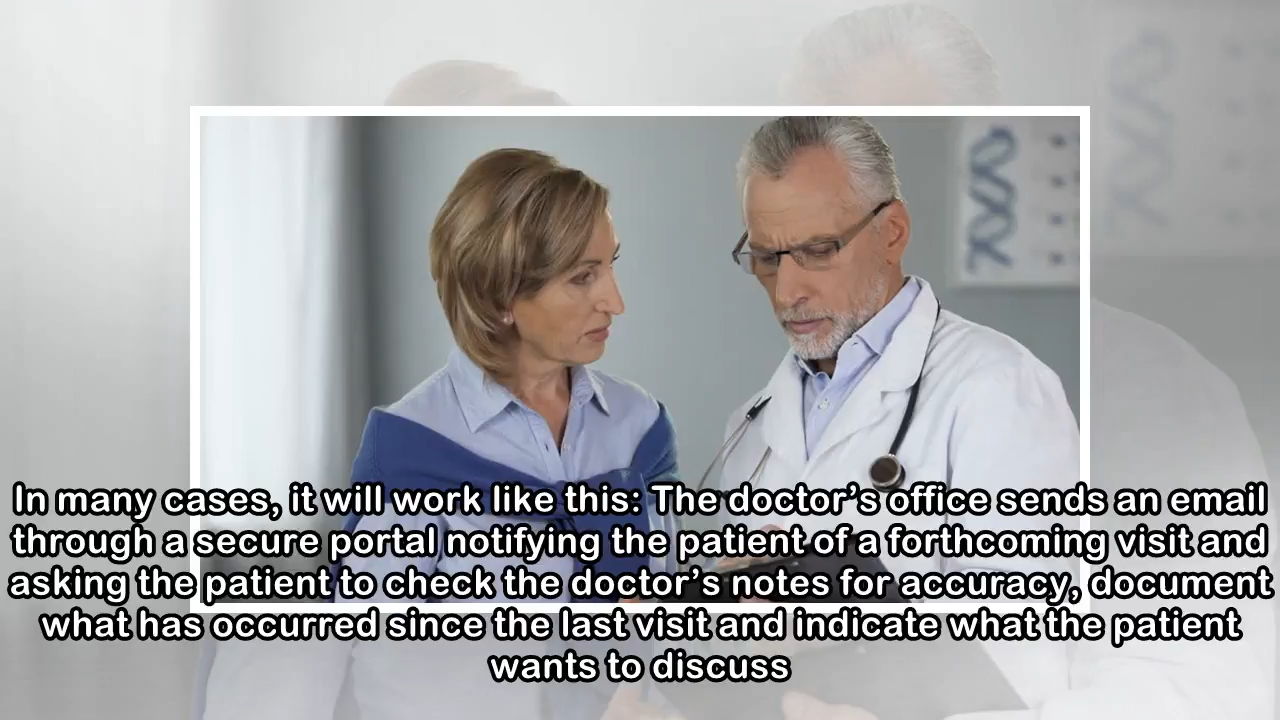 In many cases, it will work like this: The doctor’s office sends an email
through a secure portal notifying the patient of a forthcoming visit and
asking the patient to check the doctor’s notes for accuracy, document
what has occurred since the last visit and indicate what the patient
wants to discuss